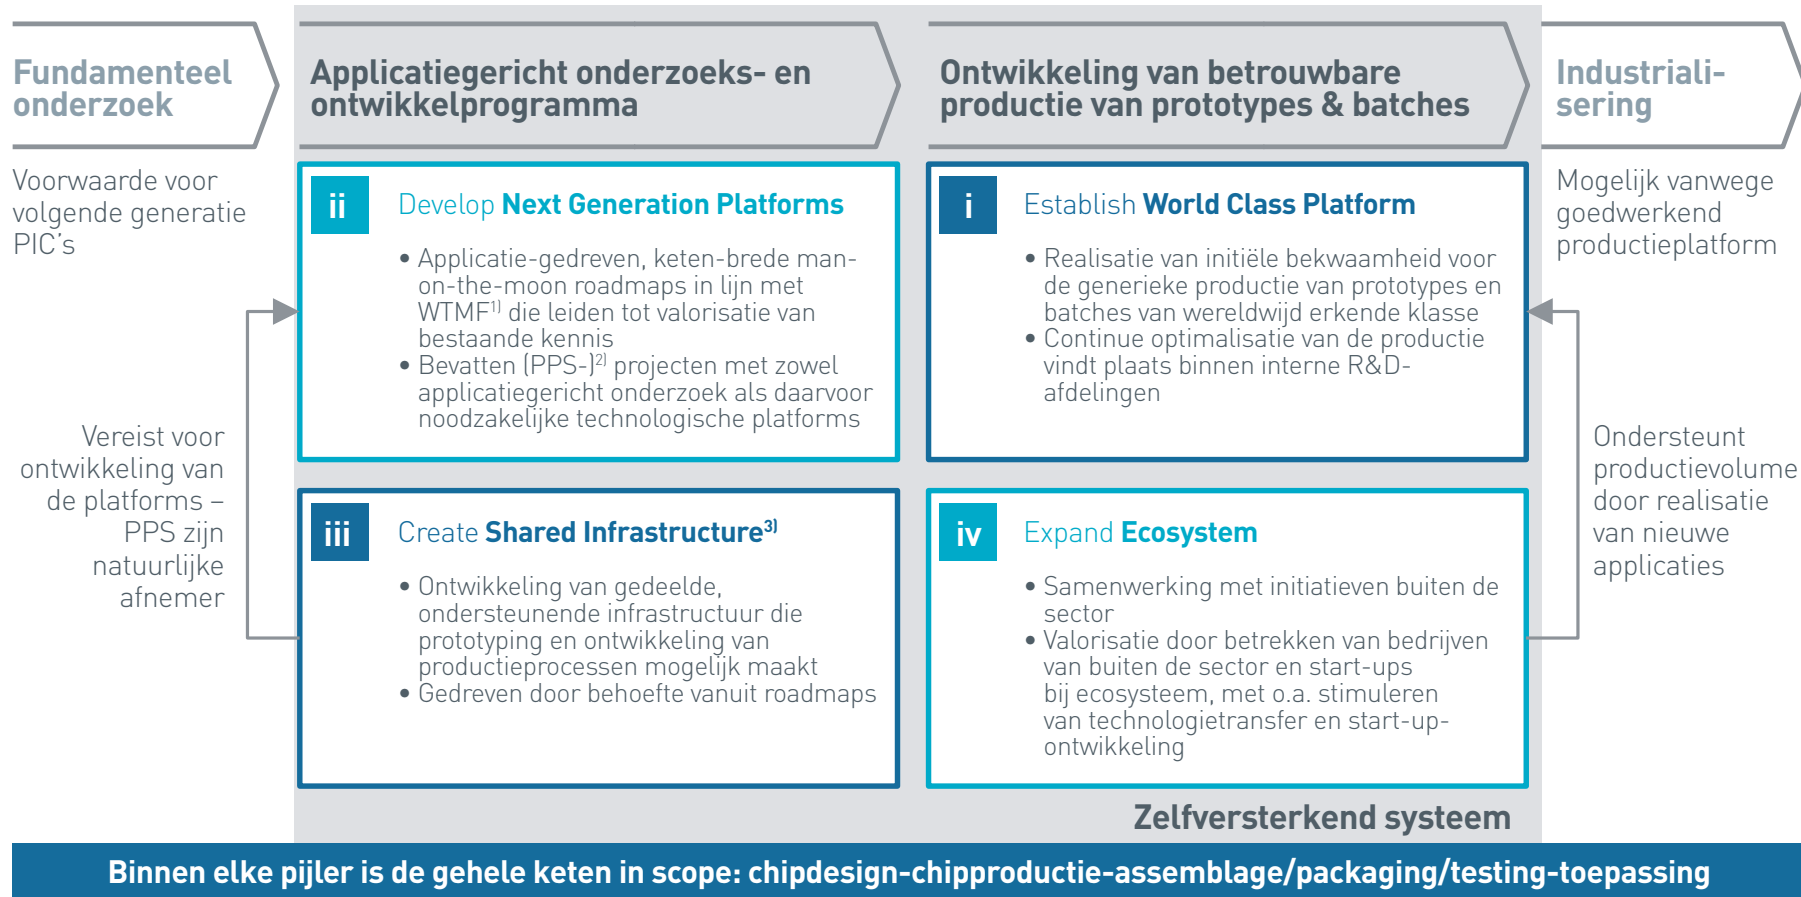 Fundamenteel
onderzoek
Applicatiegericht onderzoeks- en
ontwikkelprogramma
Ontwikkeling van betrouwbare
productie van prototypes & batches
Industriali-
sering
Voorwaarde voor
volgende generatie
PIC's
Vereist voor
ontwikkeling van
de platforms –
PPS zijn
natuurlijke
afnemer
ii
Develop Next Generation Platforms
• Applicatie-gedreven, keten-brede man-
on-the-moon roadmaps in lijn met
WTMF1) die leiden tot valorisatie van
bestaande kennis
• Bevatten (PPS-)2) projecten met zowel
applicatiegericht onderzoek als daarvoor
noodzakelijke technologische platforms
i
Establish World Class Platform
• Realisatie van initiële bekwaamheid voor
de generieke productie van prototypes en
batches van wereldwijd erkende klasse
• Continue optimalisatie van de productie
vindt plaats binnen interne R&D-
afdelingen
Mogelijk vanwege
goedwerkend
productieplatform
Ondersteunt
productievolume
door realisatie
van nieuwe
applicaties
iii
Create Shared Infrastructure3)
• Ontwikkeling van gedeelde,
ondersteunende infrastructuur die
prototyping en ontwikkeling van
productieprocessen mogelijk maakt
• Gedreven door behoefte vanuit roadmaps
iv
Expand Ecosystem
• Samenwerking met initiatieven buiten de
sector
• Valorisatie door betrekken van bedrijven
van buiten de sector en start-ups
bij ecosysteem, met o.a. stimuleren
van technologietransfer en start-up-
ontwikkeling
Zelfversterkend systeem
Binnen elke pijler is de gehele keten in scope: chipdesign-chipproductie-assemblage/packaging/testing-toepassing